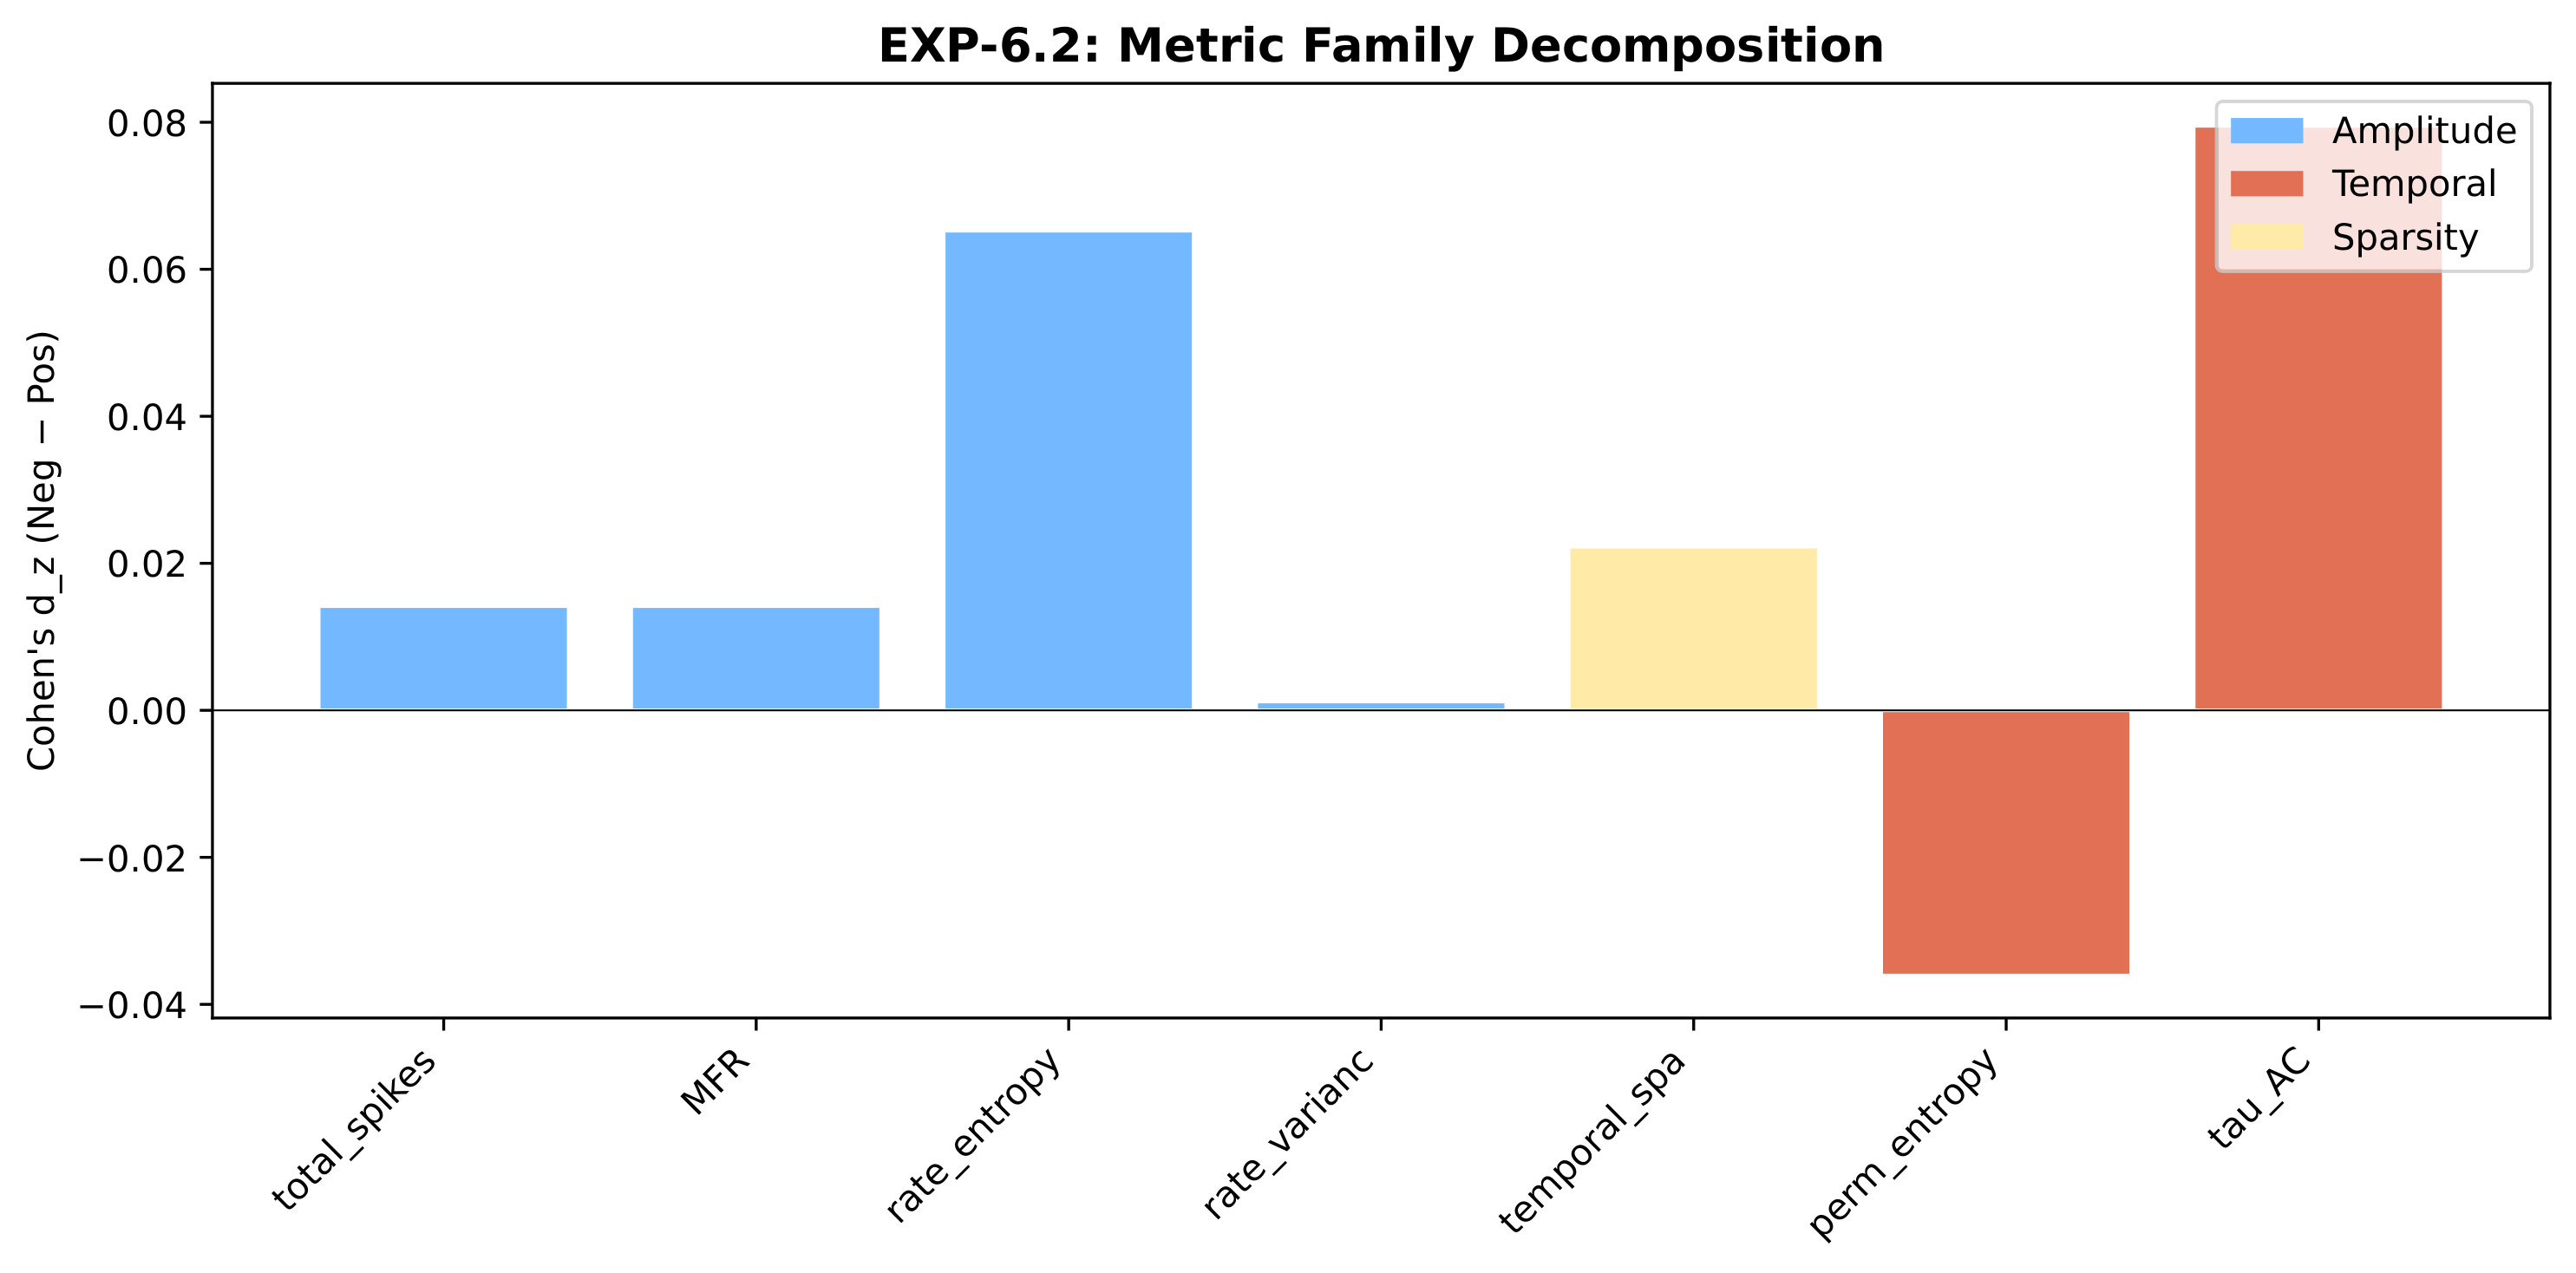 EXP-6.2: Metric Family Decomposition
Cohen's d_z (Neg − Pos)
0.08
0.06
0.04
0.02
0.00
−0.02
−0.04
Amplitude
Temporal
Sparsity
total_spikes
MFR
rate_entropy
rate_varianc
temporal_spa
perm_entropy
tau_AC